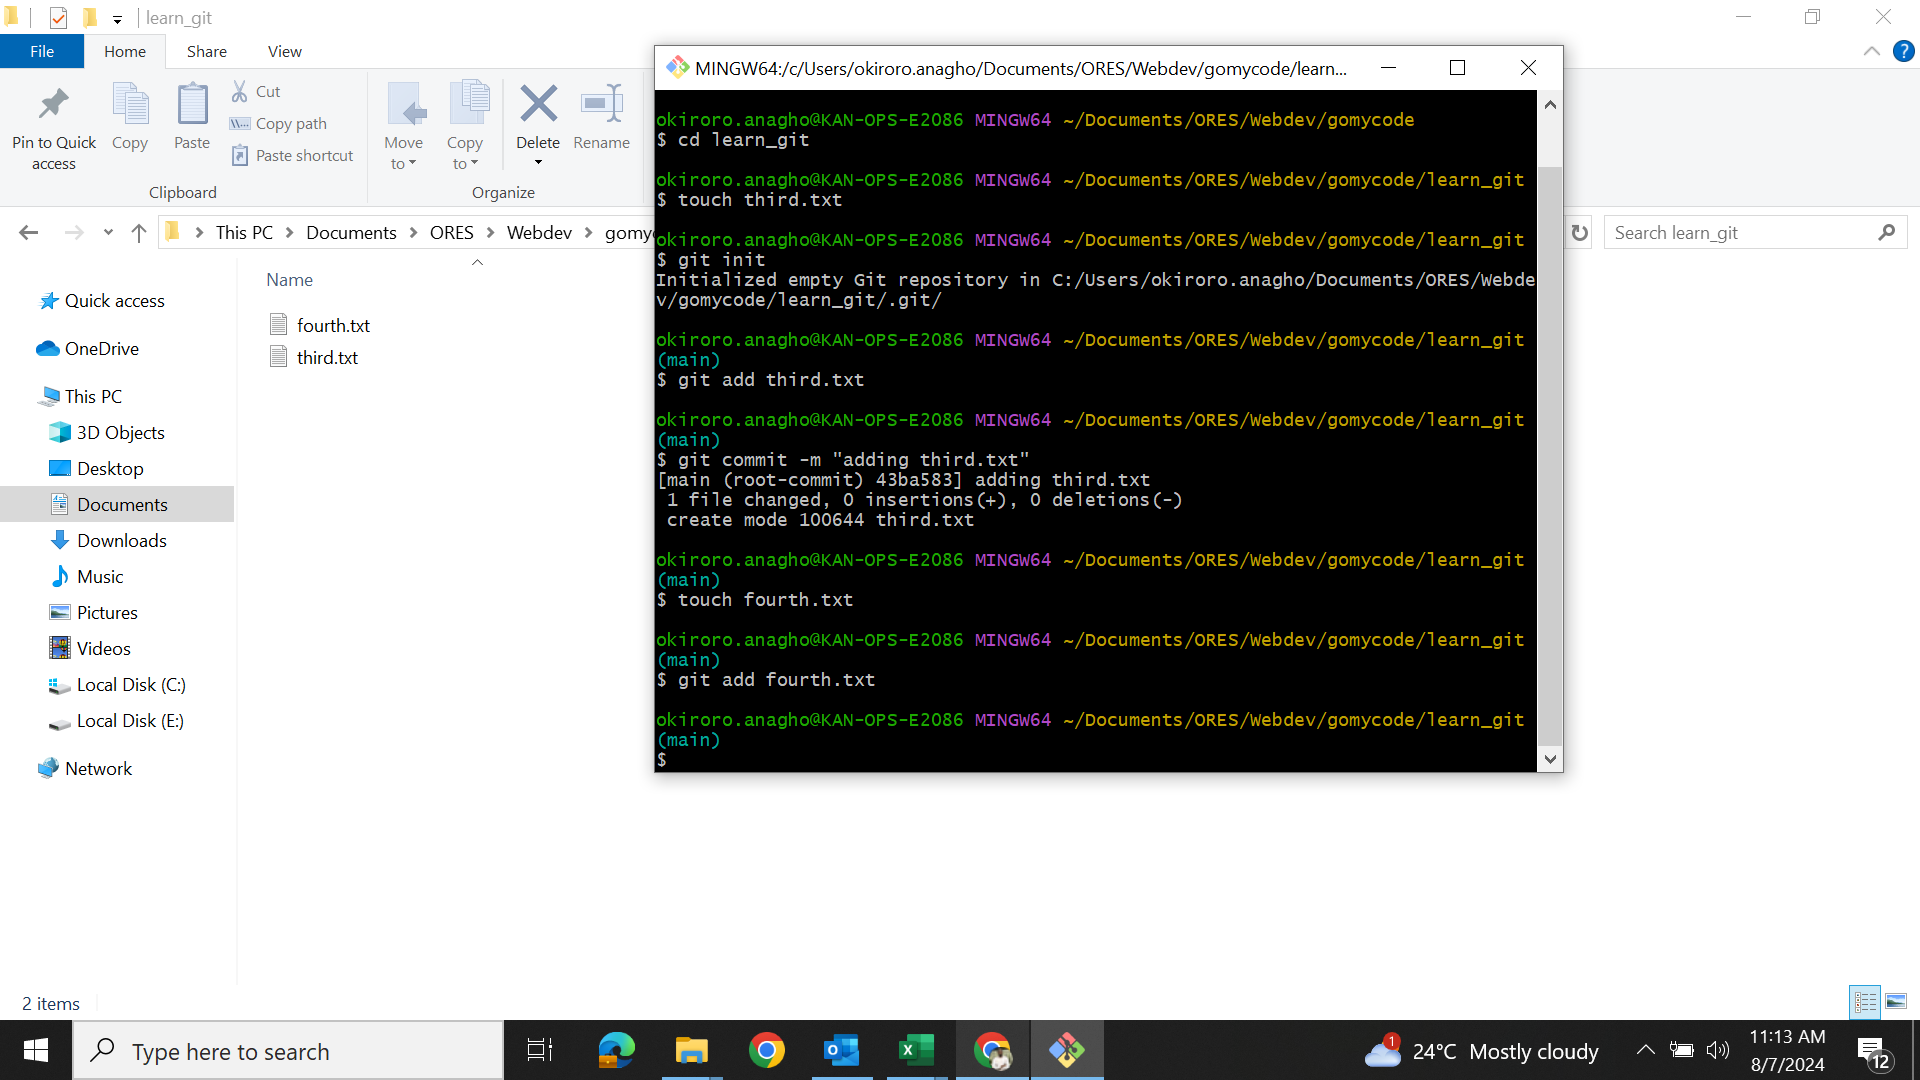 learn_git
File
Home
Share
View
Pin to Quick
access
Copy
Paste
Cut
Copy path
Paste shortcut
Clipboard
Move
to
Copy
to
Delete
Rename
Organize
This PC
Documents
ORES
Webdev
Search learn_git
Name
fourth.txt
third.txt
Quick access
OneDrive
This PC
3D Objects
Desktop
Documents
Downloads
Music
Pictures
Videos
Local Disk (C:)
Local Disk (E:)
Network
2 items
MINGW64:/c/Users/okiroro.anagho/Documents/ORES/Webdev/gomycode/learn...
okiroro.anagho@KAN-OPS-E2086 MINGW64 ~/Documents/ORES/Webdev/gomycode
$ cd learn_git
okiroro.anagho@KAN-OPS-E2086 MINGW64 ~/Documents/ORES/Webdev/gomycode/learn_git
$ touch third.txt
okiroro.anagho@KAN-OPS-E2086 MINGW64 ~/Documents/ORES/Webdev/gomycode/learn_git
$ git init
Initialized empty Git repository in C:/Users/okiroro.anagho/Documents/ORES/Webde
v/gomycode/learn_git/.git/
okiroro.anagho@KAN-OPS-E2086 MINGW64 ~/Documents/ORES/Webdev/gomycode/learn_git
(main)
$ git add third.txt
okiroro.anagho@KAN-OPS-E2086 MINGW64 ~/Documents/ORES/Webdev/gomycode/learn_git
(main)
$ git commit -m "adding third.txt"
[main (root-commit) 43ba583] adding third.txt
1 file changed, 0 insertions(+), 0 deletions(-)
create mode 100644 third.txt
okiroro.anagho@KAN-OPS-E2086 MINGW64 ~/Documents/ORES/Webdev/gomycode/learn_git
(main)
$ touch fourth.txt
okiroro.anagho@KAN-OPS-E2086 MINGW64 ~/Documents/ORES/Webdev/gomycode/learn_git
(main)
$ git add fourth.txt
okiroro.anagho@KAN-OPS-E2086 MINGW64 ~/Documents/ORES/Webdev/gomycode/learn_git
(main)
$
Type here to search
1
24°C Mostly cloudy
11:13 AM
8/7/2024
12